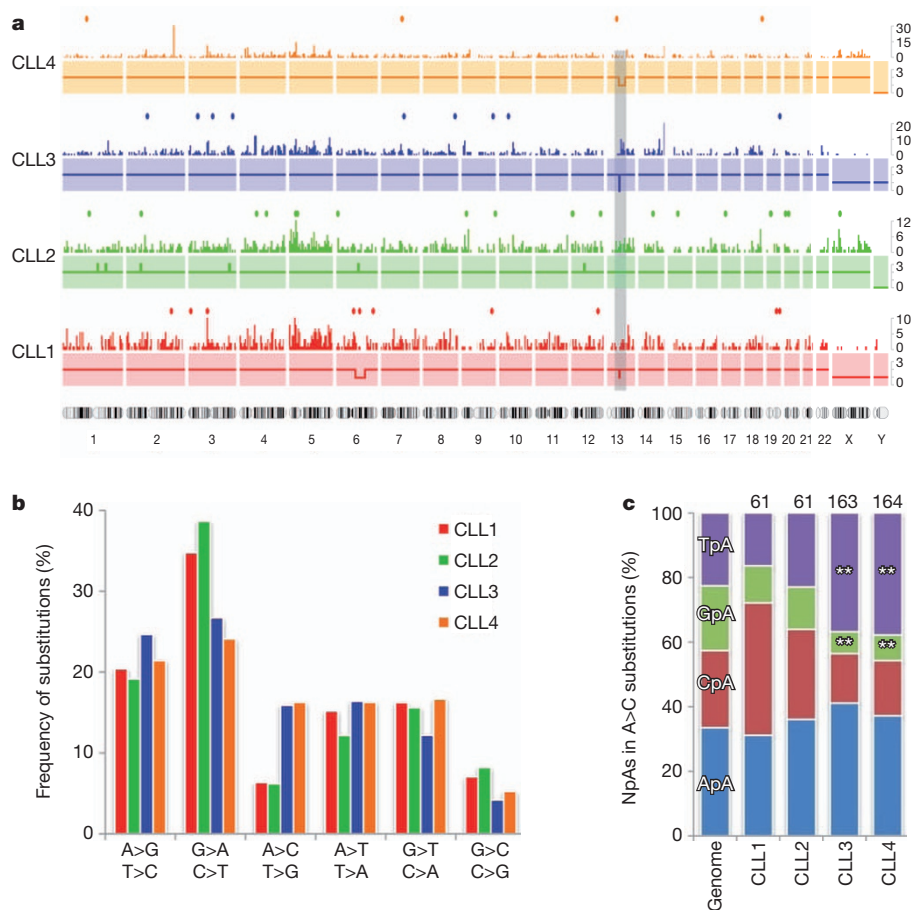 a
CLL4
30
15
0
3
0
CLL3
20
10
0
3
0
CLL2
12
6
0
3
0
CLL1
10
5
0
3
0
1 2 3 4 5 6 7 8 9 10 11 12 13 14 15 16 17 18 19 20 21 22 X Y
b
Frequency of substitutions (%)
40
30
20
10
0
CLL1
CLL2
CLL3
CLL4
A>G G>A A>C A>T G>T G>C
T>C C>T T>G T>A C>A C>G
c
NpAs in A>C substitutions (%)
61 61 163 164
100
80
60
40
20
0
TpA
** **
GpA
** **
CpA
ApA
Genome CLL1 CLL2 CLL3 CLL4